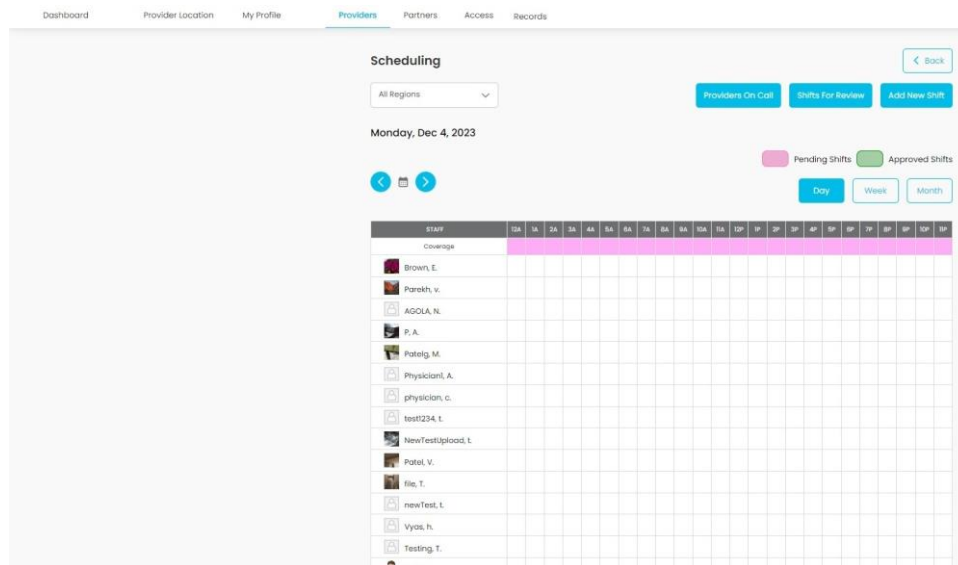 Dashboard Provider Location My Profile Providers Partners Access Records
Scheduling
Back
All Regions
Providers On Call Shifts For Review Add New Shift
Monday, Dec 4, 2023
Pending Shifts Approved Shifts
Day Week Month
STAFF 12A 1A 2A 3A 4A 5A 6A 7A 8A 9A 10A 11A 12P 1P 2P 3P 4P 5P 6P 7P 8P 9P 10P 11P
Coverage
Brown, E.
Parekh, v.
AGOLA, N.
P, A.
Patelg, M.
Physician1, A.
physician, c.
test1234, t.
NewTestUpload, t.
Patel, V.
file, T.
newTest, t.
Vyas, h.
Testing, T.